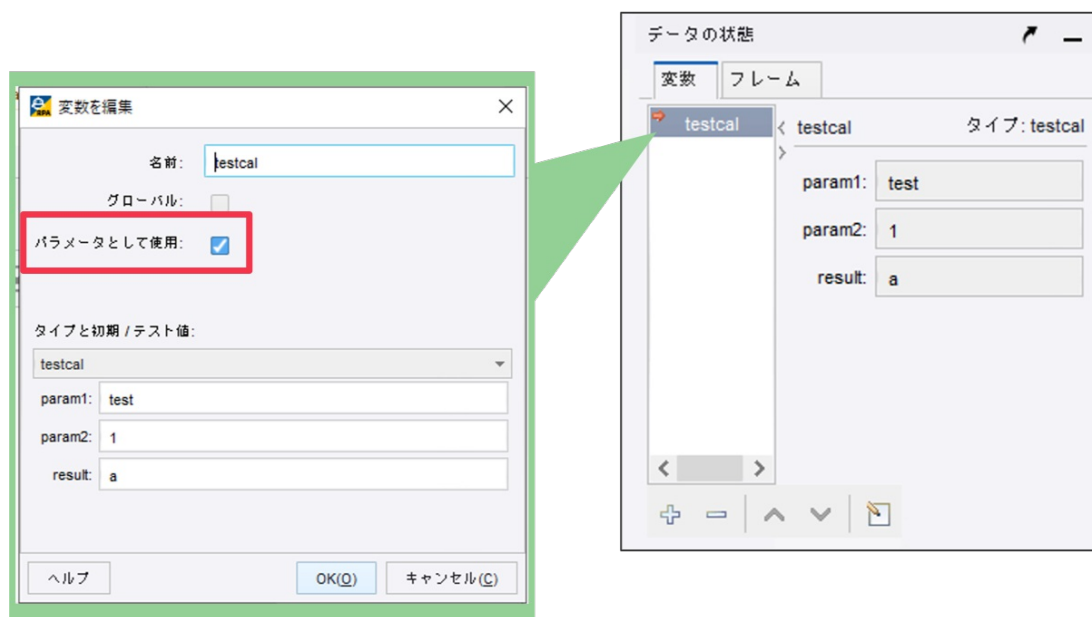 変数を編集
名前: testcal
グローバル:
パラメータとして使用:
タイプと初期 / テスト値:
testcal
param1: test
param2: 1
result: a
ヘルプ OK(O) キャンセル(C)
データの状態
変数 フレーム
testcal
testcal タイプ: testcal
param1: test
param2: 1
result: a